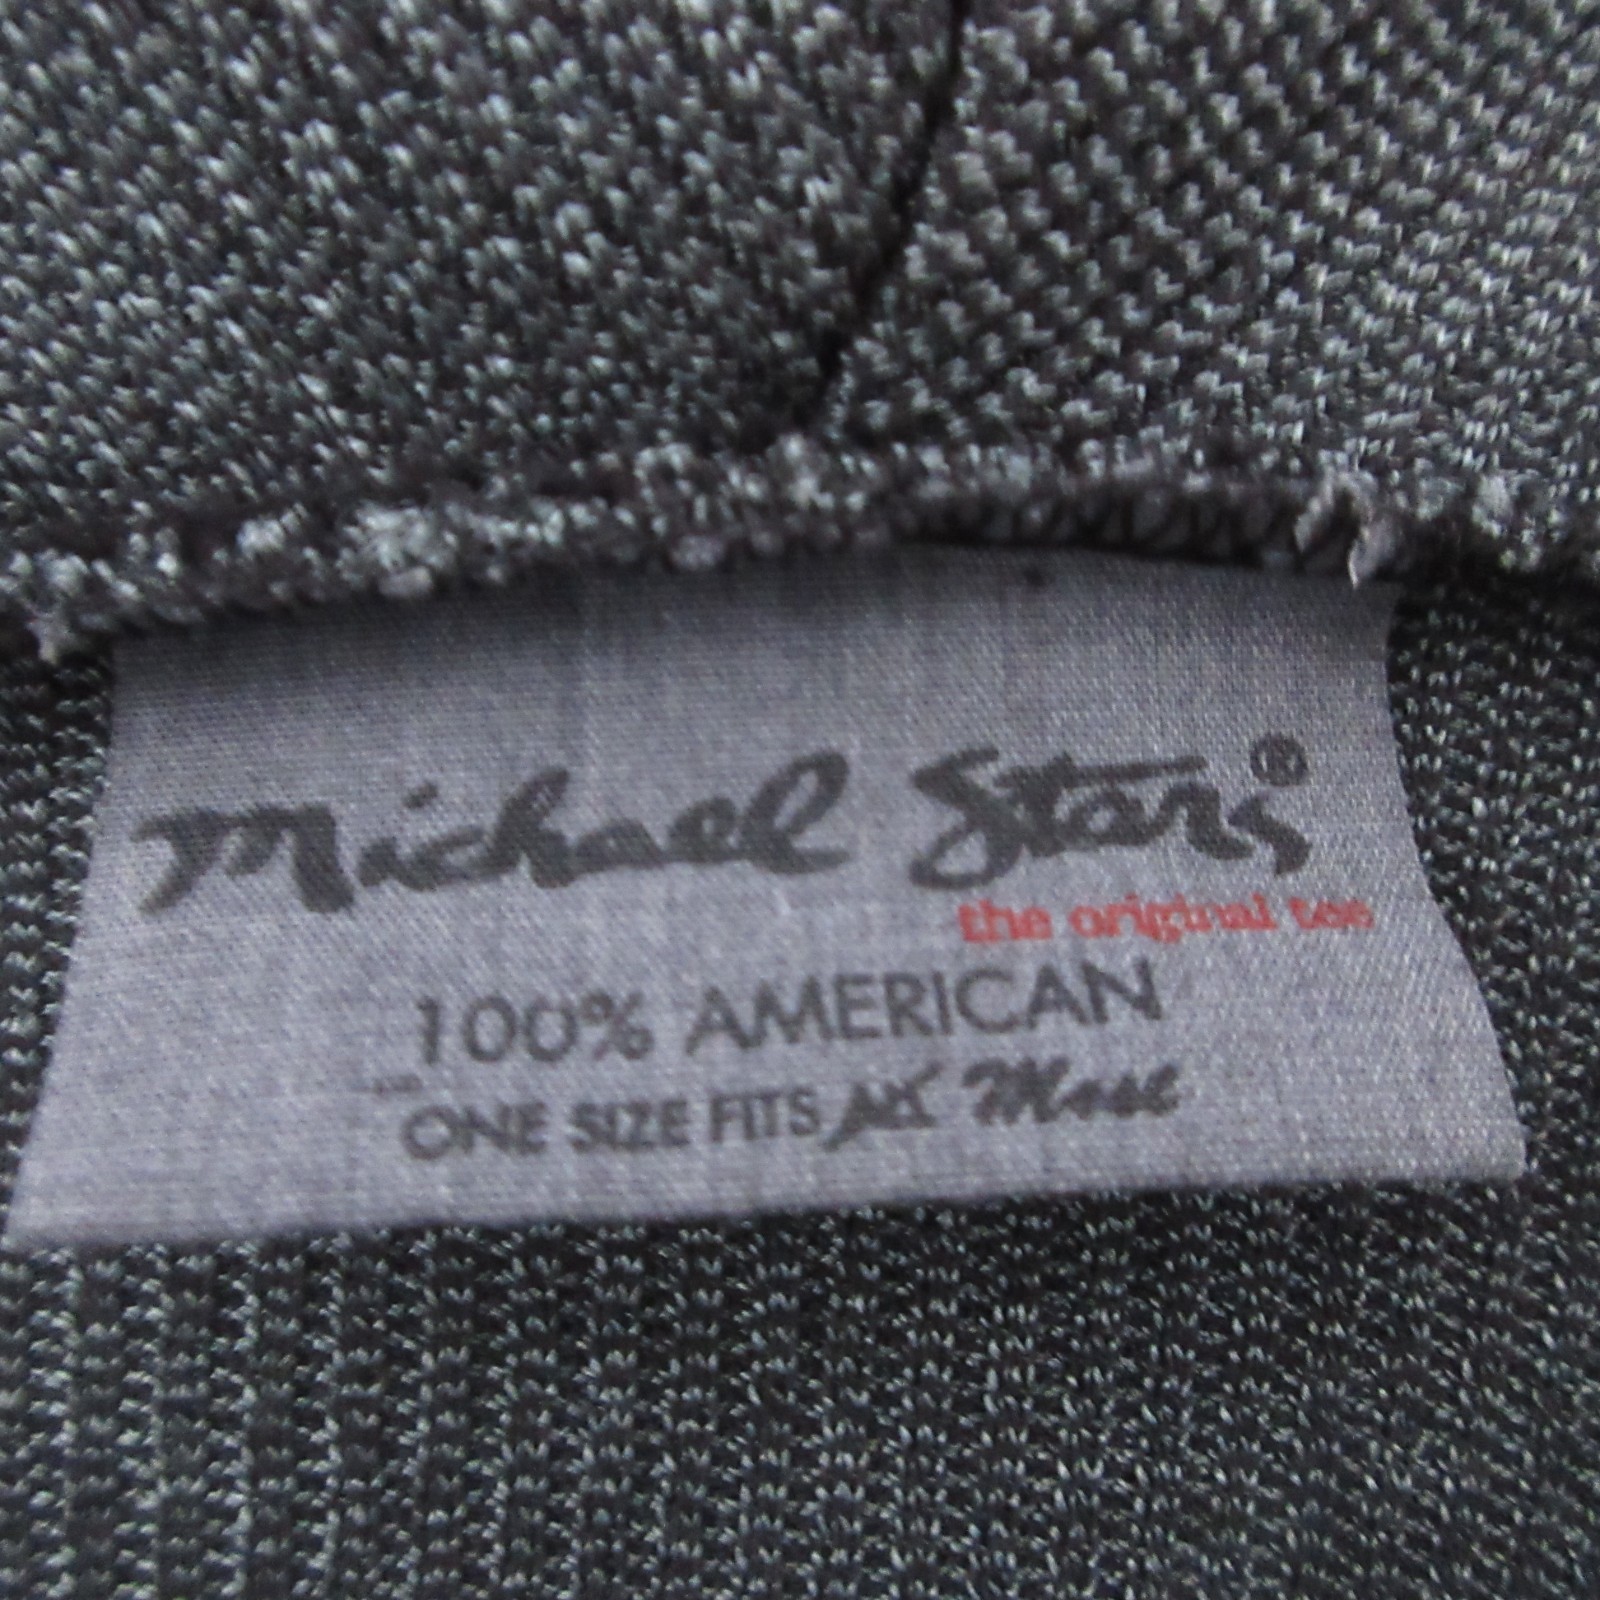 Michael Stars®
the original tee
100% AMERICAN
ONE SIZE FITS ALL Most